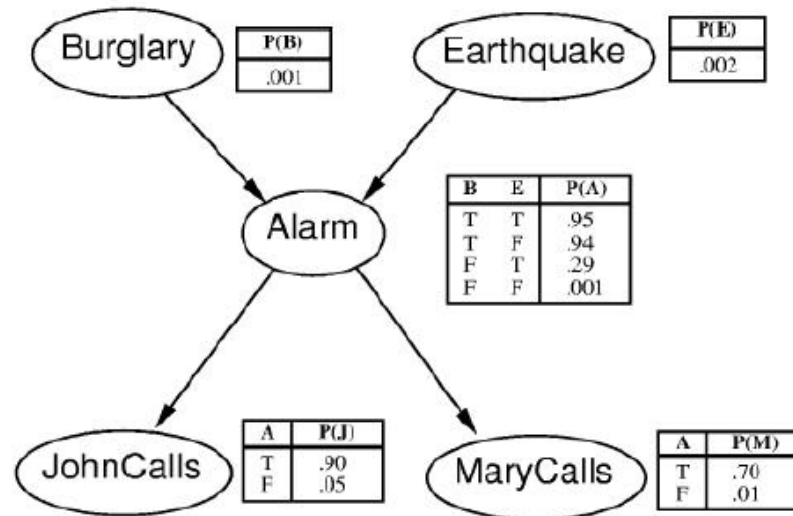 Burglary
P(B)
.001
Earthquake
P(E)
.002
Alarm
B E P(A)
T T .95
T F .94
F T .29
F F .001
JohnCalls
A P(J)
T .90
F .05
MaryCalls
A P(M)
T .70
F .01